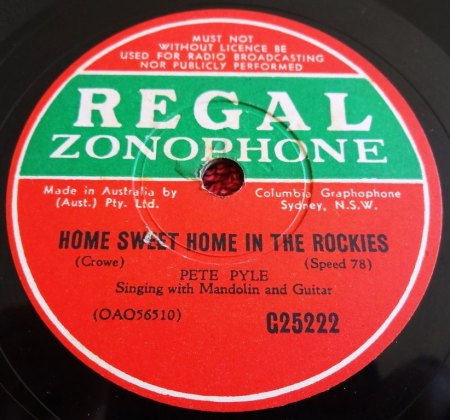 MUST NOT
WITHOUT LICENCE BE
USED FOR RADIO BROADCASTING
NOR PUBLICLY PERFORMED
REGAL
ZONOPHONE
Made in Australia by Columbia Graphophone
(Aust.) Pty. Ltd. Sydney, N.S.W.
HOME SWEET HOME IN THE ROCKIES
(Crowe) (Speed 78)
PETE PYLE
Singing with Mandolin and Guitar
(OAO56510) G25222